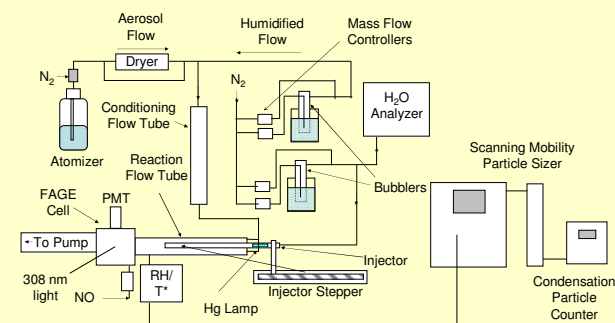 Aerosol
Flow
Humidified
Flow
Mass Flow
Controllers
Dryer
N₂
N₂
H₂O
Analyzer
Conditioning
Flow Tube
Atomizer
Scanning Mobility
Particle Sizer
Reaction
Flow Tube
Bubblers
FAGE
Cell
PMT
To Pump
Injector
308 nm
light
NO
RH/
T*
Hg Lamp
Injector Stepper
Condensation
Particle
Counter